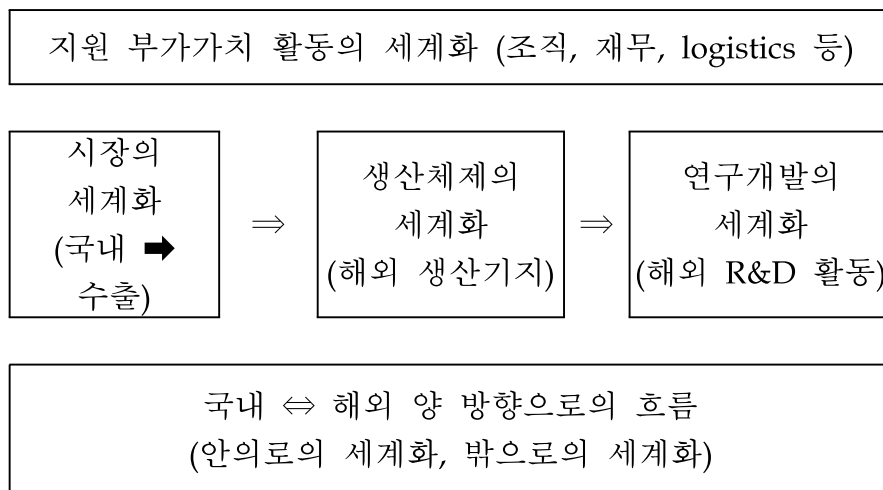 지원 부가가치 활동의 세계화 (조직, 재무, logistics 등)
시장의
세계화
(국내 ➡
수출)
⇒
생산체제의
세계화
(해외 생산기지)
⇒
연구개발의
세계화
(해외 R&D 활동)
국내 ⇔ 해외 양 방향으로의 흐름
(안의로의 세계화, 밖으로의 세계화)